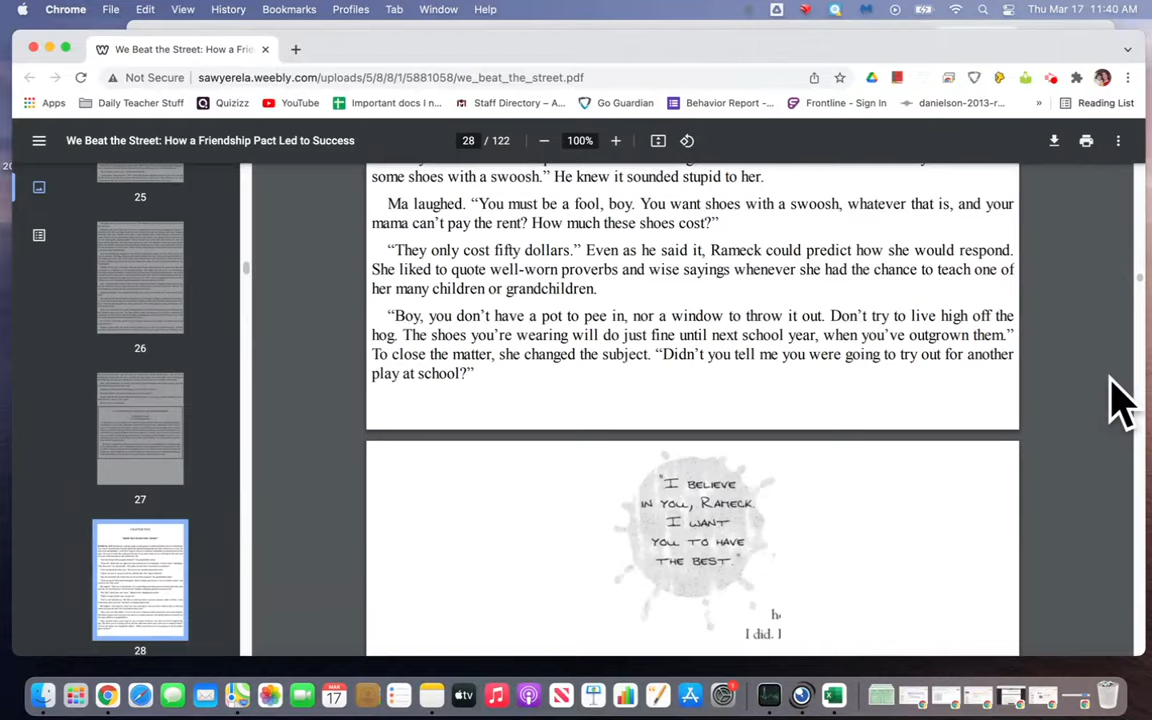 Chrome File Edit View History Bookmarks Profiles Tab Window Help Thu Mar 17 11:40 AM
We Beat the Street: How a Frie
Not Secure sawyerela.weebly.com/uploads/5/8/8/1/5881058/we_beat_the_street.pdf
Apps Daily Teacher Stuff Quizizz YouTube Important docs I n... Staff Directory – A... Go Guardian Behavior Report -... Frontline - Sign In danielson-2013-r... » Reading List
We Beat the Street: How a Friendship Pact Led to Success 28 / 122 100%
25
26
27
28
some shoes with a swoosh.” He knew it sounded stupid to her.
Ma laughed. “You must be a fool, boy. You want shoes with a swoosh, whatever that is, and your
mama can’t pay the rent? How much these shoes cost?”
“They only cost fifty dollars.” Even as he said it, Rameck could predict how she would respond.
She liked to quote well-worn proverbs and wise sayings whenever she had the chance to teach one of
her many children or grandchildren.
“Boy, you don’t have a pot to pee in, nor a window to throw it out. Don’t try to live high off the
hog. The shoes you’re wearing will do just fine until next school year, when you’ve outgrown them.”
To close the matter, she changed the subject. “Didn’t you tell me you were going to try out for another
play at school?”
"I BELIEVE
IN YOU, RAMECK.
I WANT
YOU TO HAVE
THE BEST."
I did. I
MAR
17
tv